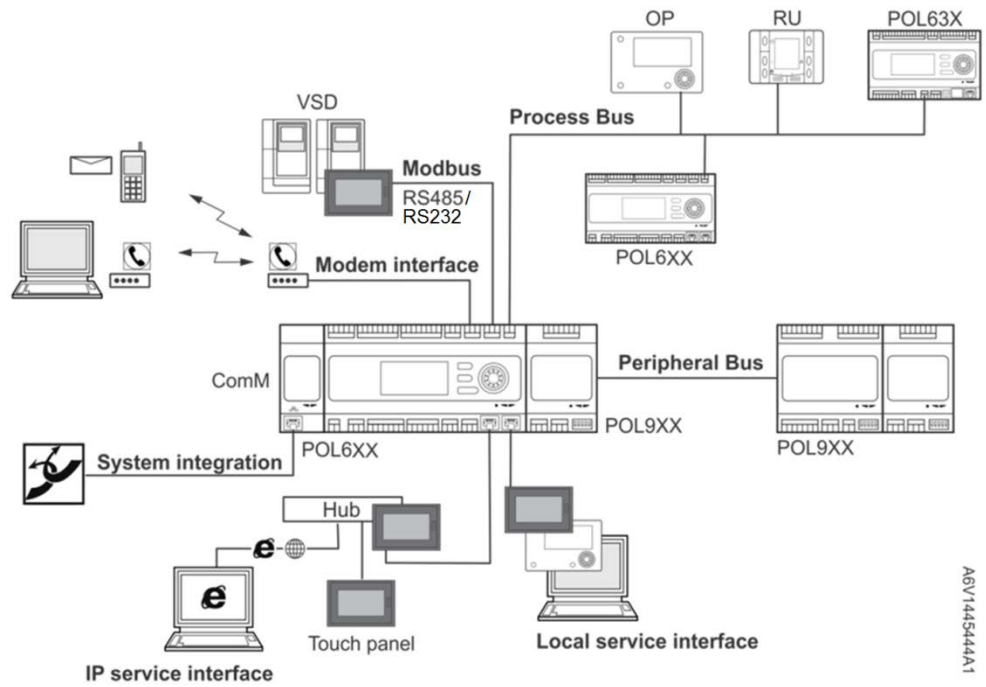 OP
RU
POL63X
VSD
Process Bus
Modbus
RS485/
RS232
POL6XX
Modem interface
ComM
Peripheral Bus
POL6XX
POL9XX
POL9XX
System integration
Hub
Touch panel
Local service interface
IP service interface
A6V1445444A1